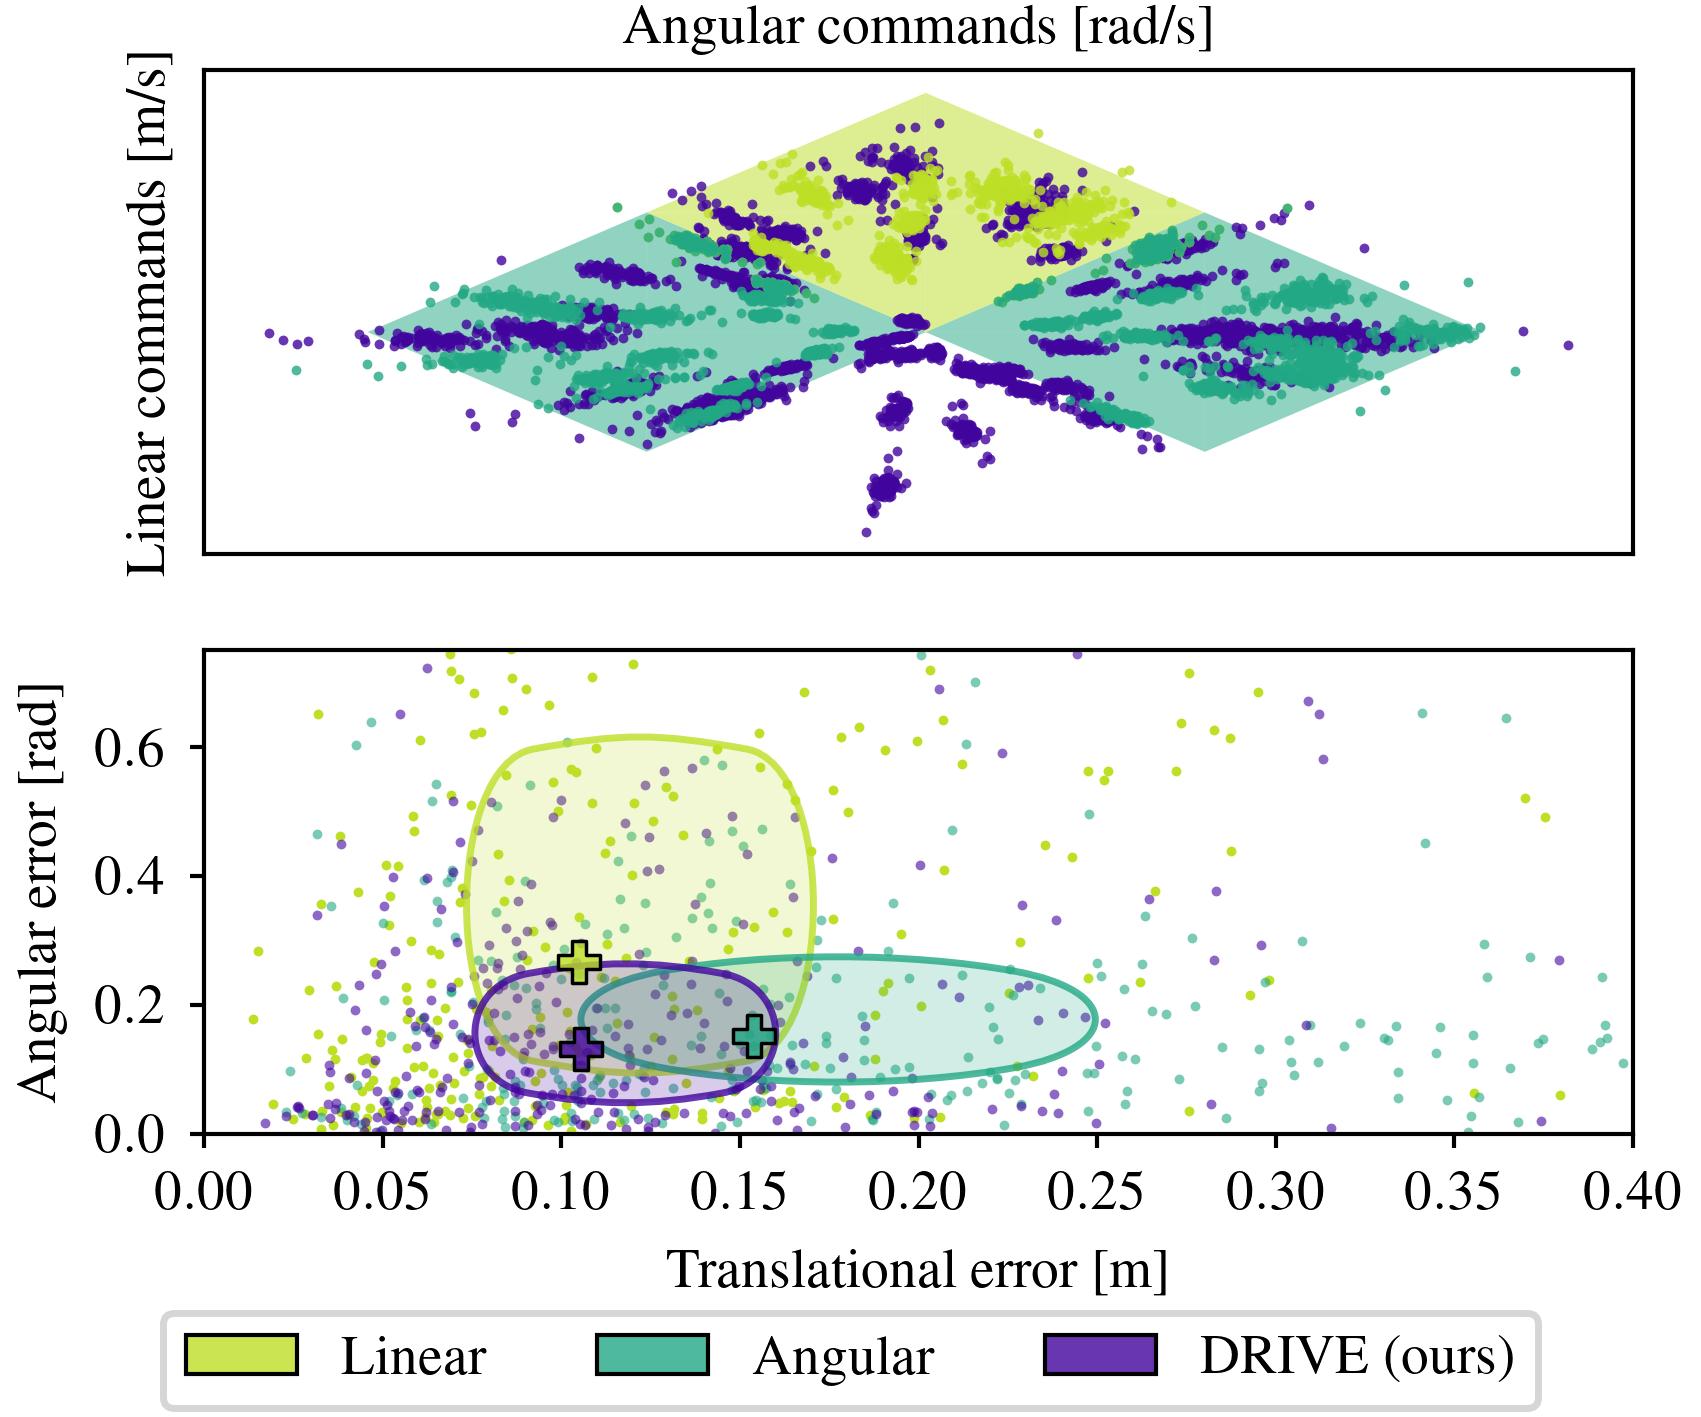 Angular commands [rad/s]
Linear commands [m/s]
Angular error [rad]
0.6
0.4
0.2
0.0
0.00 0.05 0.10 0.15 0.20 0.25 0.30 0.35 0.40
Translational error [m]
Linear Angular DRIVE (ours)